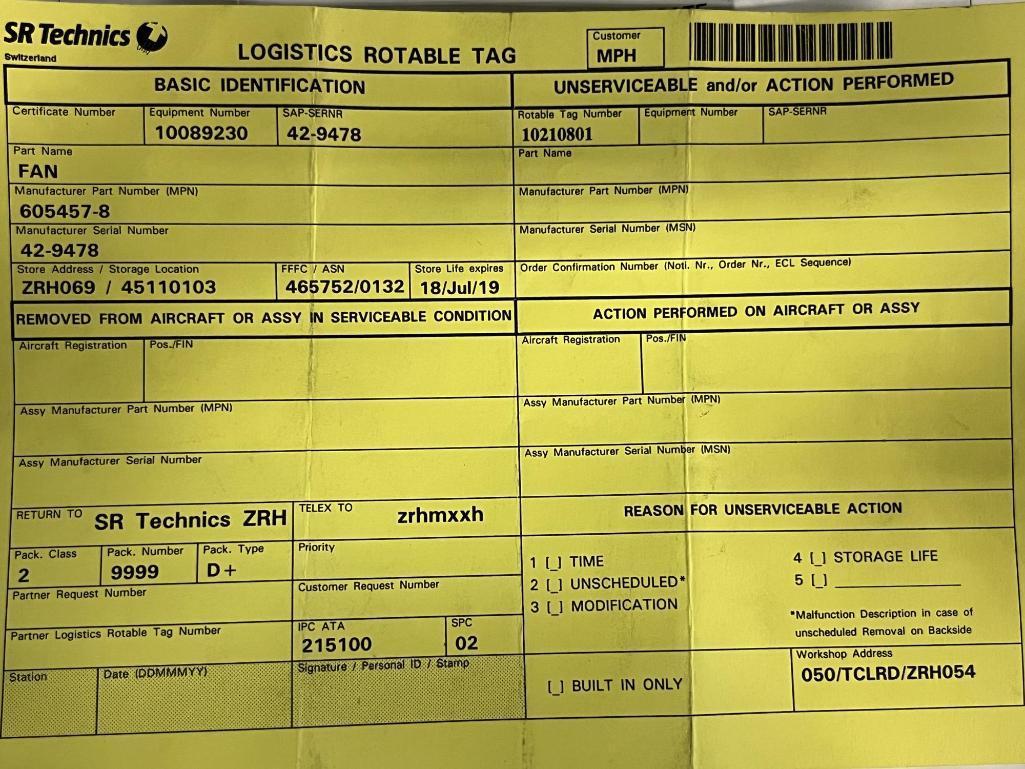 SR Technics
Switzerland
LOGISTICS ROTABLE TAG
Customer
MPH
BASIC IDENTIFICATION
UNSERVICEABLE and/or ACTION PERFORMED
Certificate Number
Equipment Number
10089230
SAP-SERNR
42-9478
Rotable Tag Number
10210801
Equipment Number
SAP-SERNR
Part Name
FAN
Part Name
Manufacturer Part Number (MPN)
605457-8
Manufacturer Part Number (MPN)
Manufacturer Serial Number
42-9478
Manufacturer Serial Number (MSN)
Store Address / Storage Location
ZRH069 / 45110103
FFFC / ASN
465752/0132
Store Life expires
18/Jul/19
Order Confirmation Number (Noti. Nr., Order Nr., ECL Sequence)
REMOVED FROM AIRCRAFT OR ASSY IN SERVICEABLE CONDITION
ACTION PERFORMED ON AIRCRAFT OR ASSY
Aircraft Registration
Pos./FIN
Aircraft Registration
Pos./FIN
Assy Manufacturer Part Number (MPN)
Assy Manufacturer Part Number (MPN)
Assy Manufacturer Serial Number
Assy Manufacturer Serial Number (MSN)
RETURN TO SR Technics ZRH
TELEX TO zrhmxxh
REASON FOR UNSERVICEABLE ACTION
Pack. Class
2
Pack. Number
9999
Pack. Type
D+
Priority
1 [_] TIME
2 [_] UNSCHEDULED*
3 [_] MODIFICATION
4 [_] STORAGE LIFE
5 [_] ____________
Partner Request Number
Customer Request Number
*Malfunction Description in case of
unscheduled Removal on Backside
Partner Logistics Rotable Tag Number
IPC ATA
215100
SPC
02
Station
Date (DDMMMYY)
Signature / Personal ID / Stamp
[_] BUILT IN ONLY
Workshop Address
050/TCLRD/ZRH054